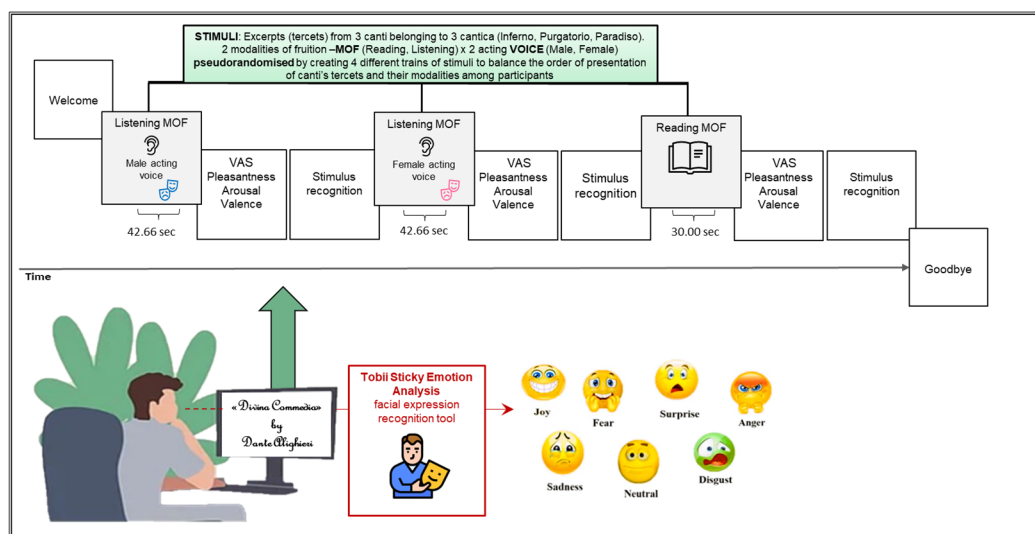 STIMULI: Excerpts (tercets) from 3 canti belonging to 3 cantica (Inferno, Purgatorio, Paradiso).
2 modalities of fruition –MOF (Reading, Listening) x 2 acting VOICE (Male, Female)
pseudorandomised by creating 4 different trains of stimuli to balance the order of presentation
of canti's tercets and their modalities among participants
Welcome
Listening MOF
Male acting
voice
42.66 sec
VAS
Pleasantness
Arousal
Valence
Stimulus
recognition
Listening MOF
Female acting
voice
42.66 sec
VAS
Pleasantness
Arousal
Valence
Stimulus
recognition
Reading MOF
30.00 sec
VAS
Pleasantness
Arousal
Valence
Stimulus
recognition
Goodbye
Time
«Divina Commedia»
by
Dante Alighieri
Tobii Sticky Emotion
Analysis
facial expression
recognition tool
Joy
Fear
Surprise
Anger
Sadness
Neutral
Disgust